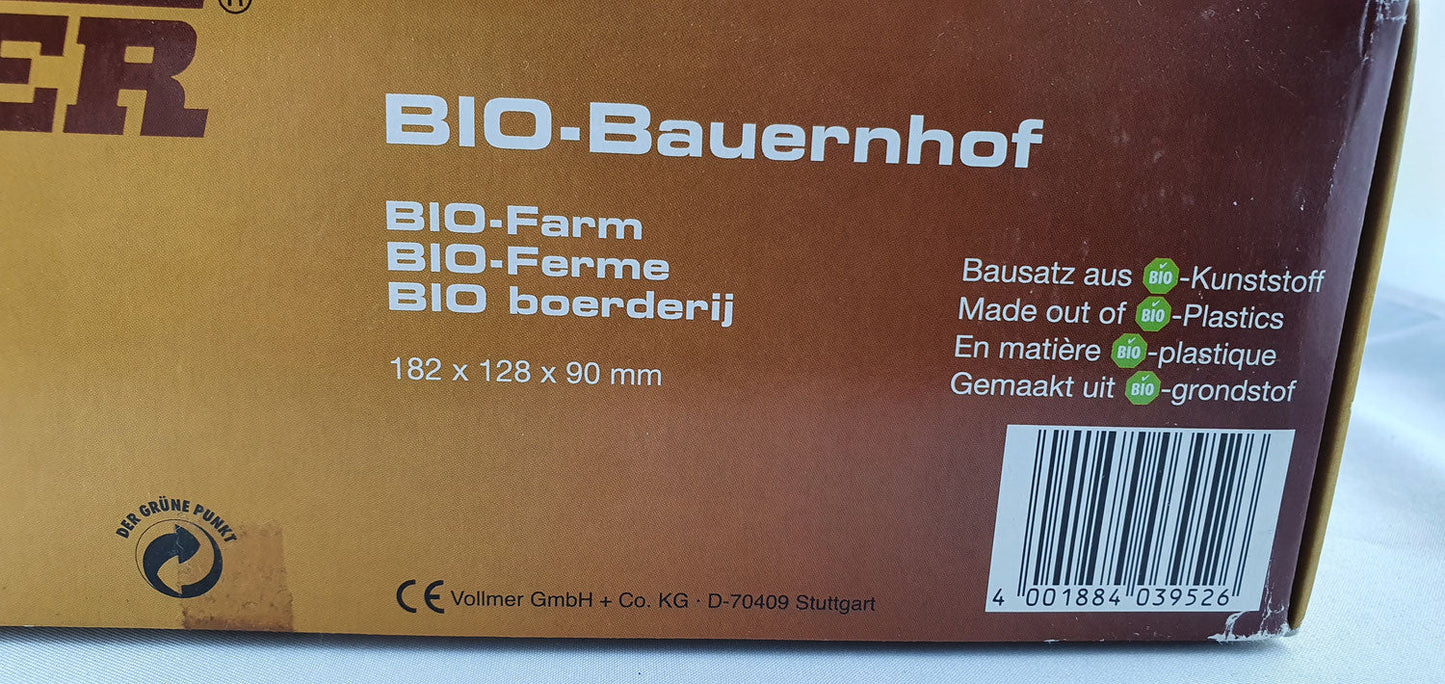 ®
BIO-Bauernhof
BIO-Farm
BIO-Ferme
BIO boerderij
182 x 128 x 90 mm
Bausatz aus BIO-Kunststoff
Made out of BIO-Plastics
En matière BIO-plastique
Gemaakt uit BIO-grondstof
DER GRÜNE PUNKT
CE Vollmer GmbH + Co. KG · D-70409 Stuttgart
4 001884 039526